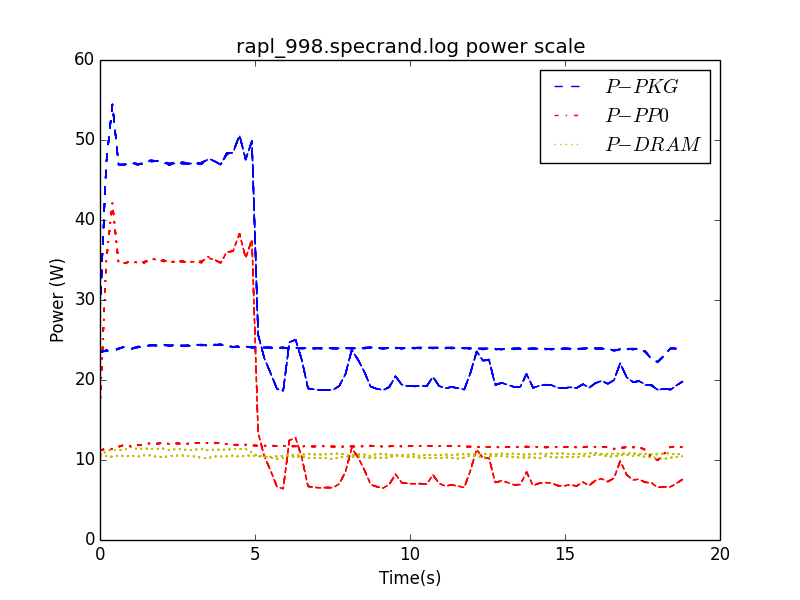 rapl_998.specrand.log power scale
60
50
40
30
20
10
0
Power (W)
P−PKG
P−PP0
P−DRAM
0 5 10 15 20
Time(s)